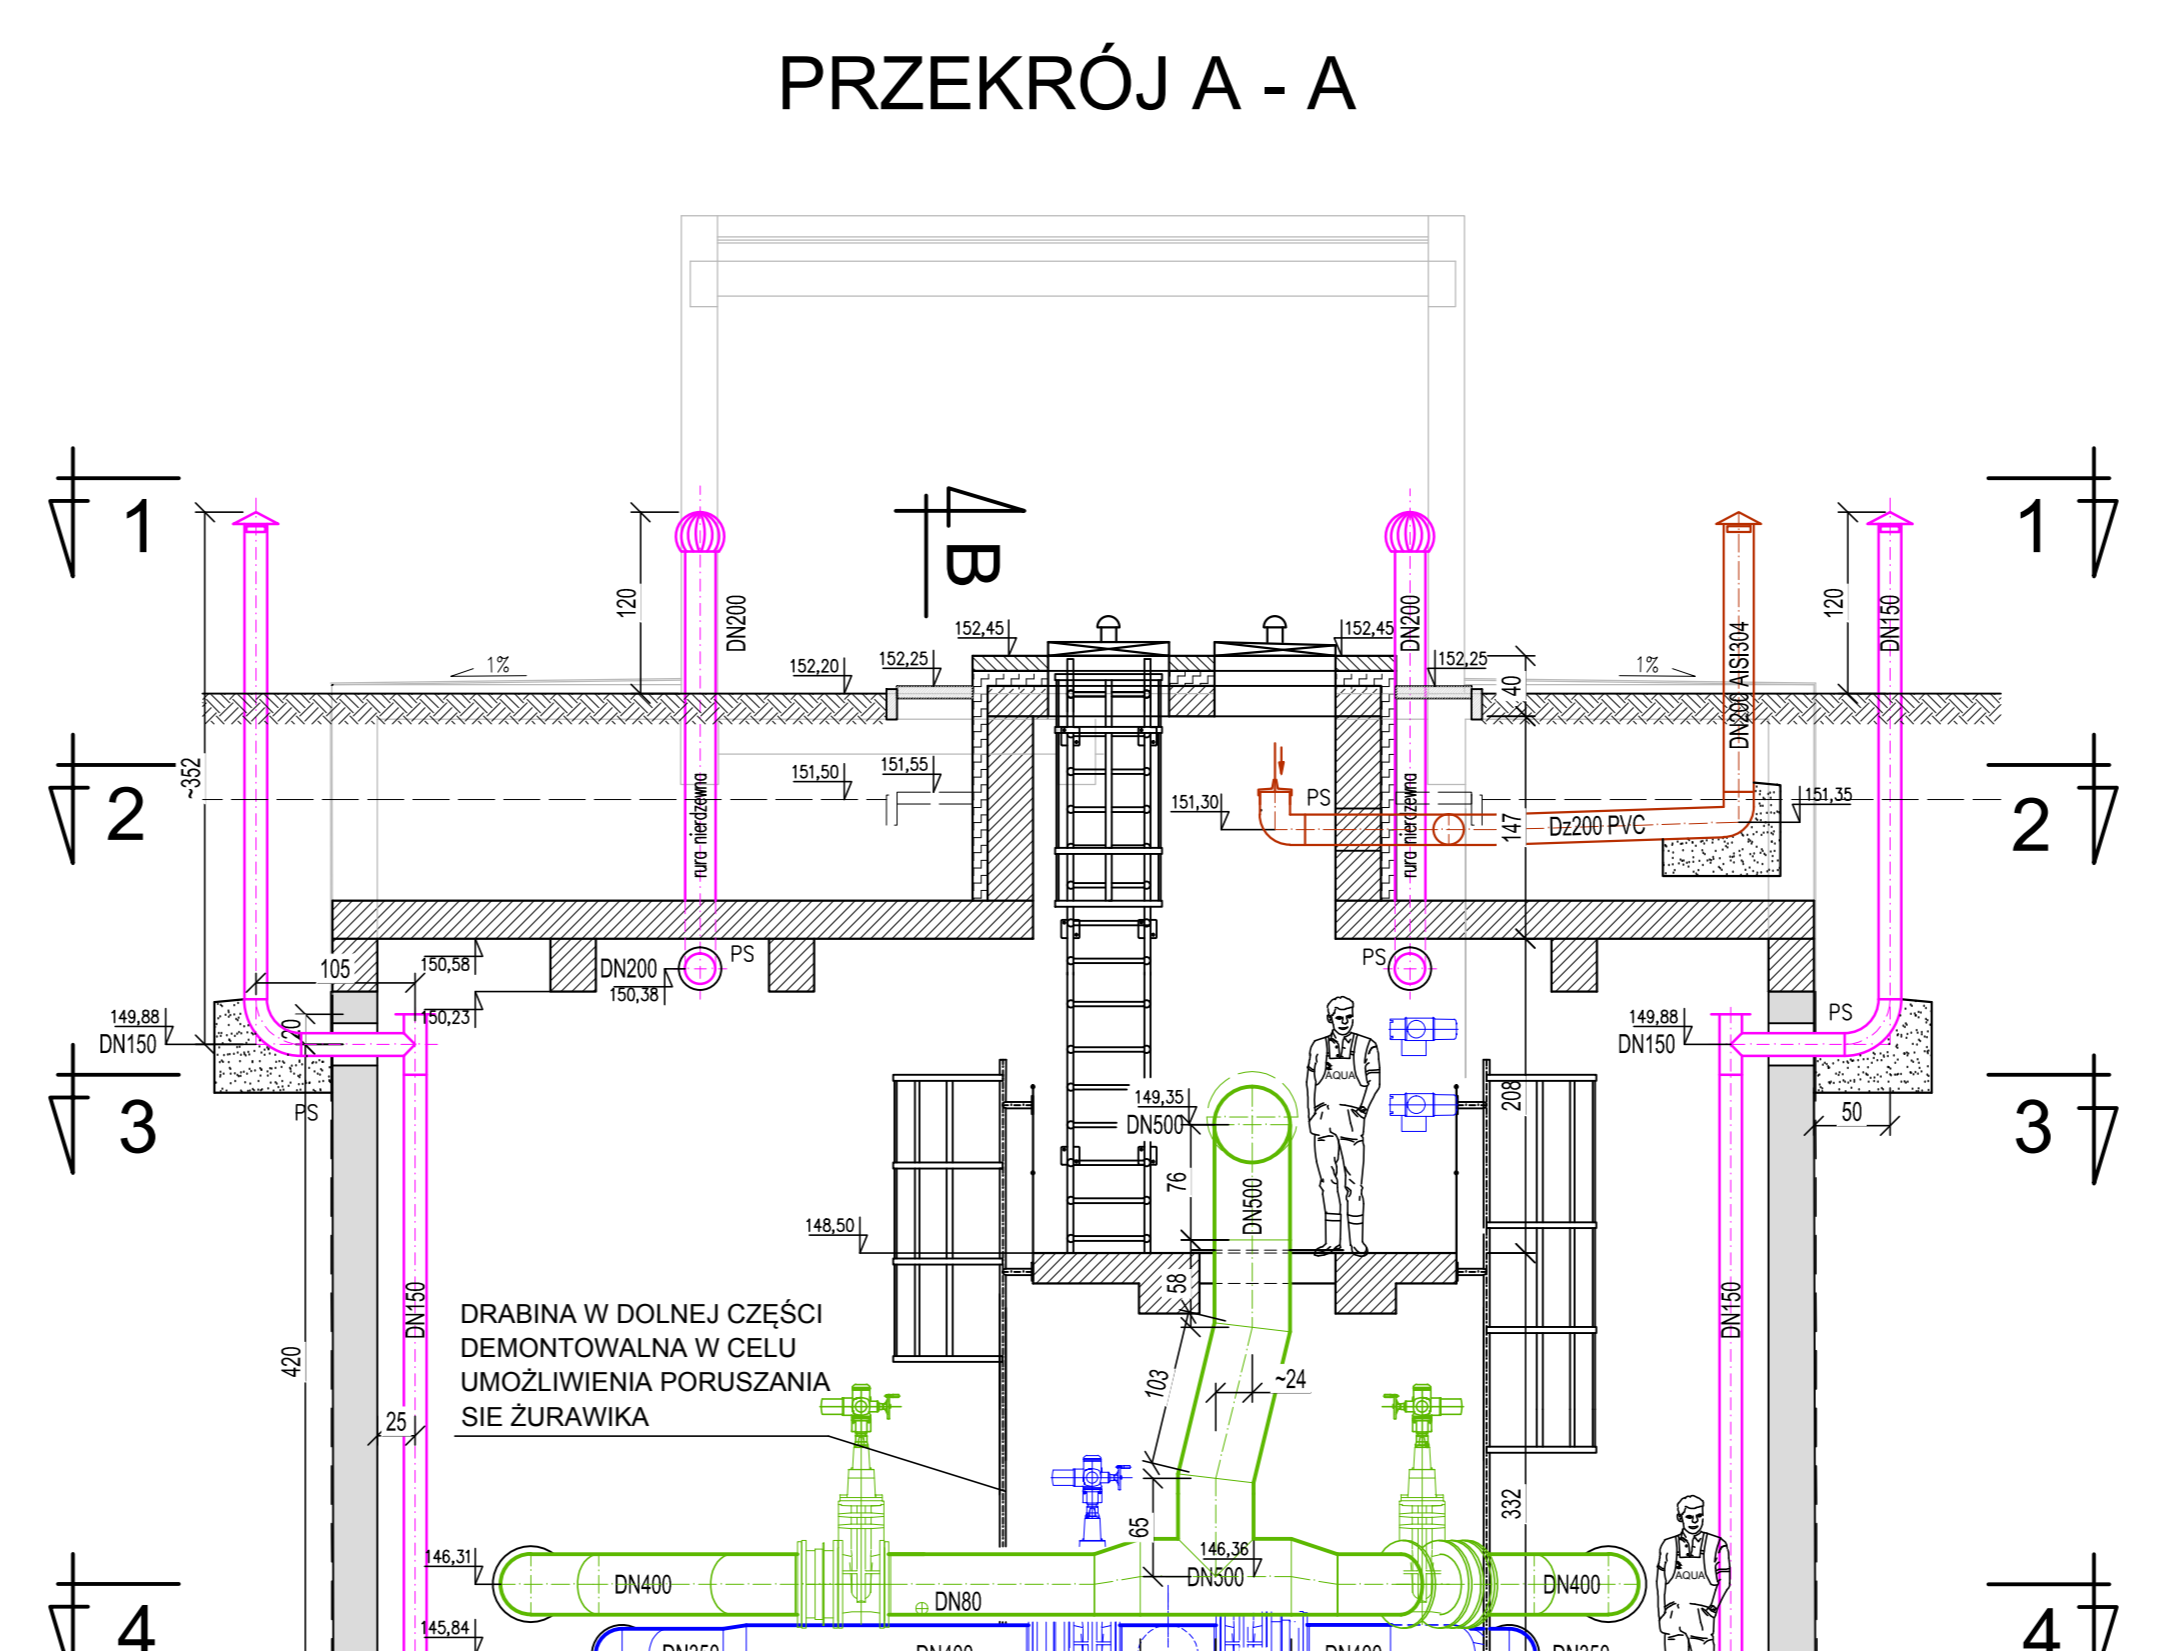 PRZEKRÓJ A - A
1
1
B
120
DN200
DN200
DN200 AISI304
120
DN150
152,45
152,45
1%
152,20
152,25
152,25
1%
40
~352
2
2
151,50
151,55
rura nierdzewna
rura nierdzewna
151,30
PS
147
Dz200 PVC
151,35
105
150,58
DN200
150,38
PS
PS
150,23
20
149,88
DN150
149,88
DN150
PS
AQUA
3
3
PS
149,35
DN500
208
50
76
DN500
148,50
58
DN150
DN150
DRABINA W DOLNEJ CZĘŚCI
DEMONTOWALNA W CELU
UMOŻLIWIENIA PORUSZANIA
SIE ŻURAWIKA
420
103
~24
25
332
65
146,31
146,36
DN400
DN500
DN400
DN80
AQUA
4
4
145,84
DN350
DN400
DN400
DN350